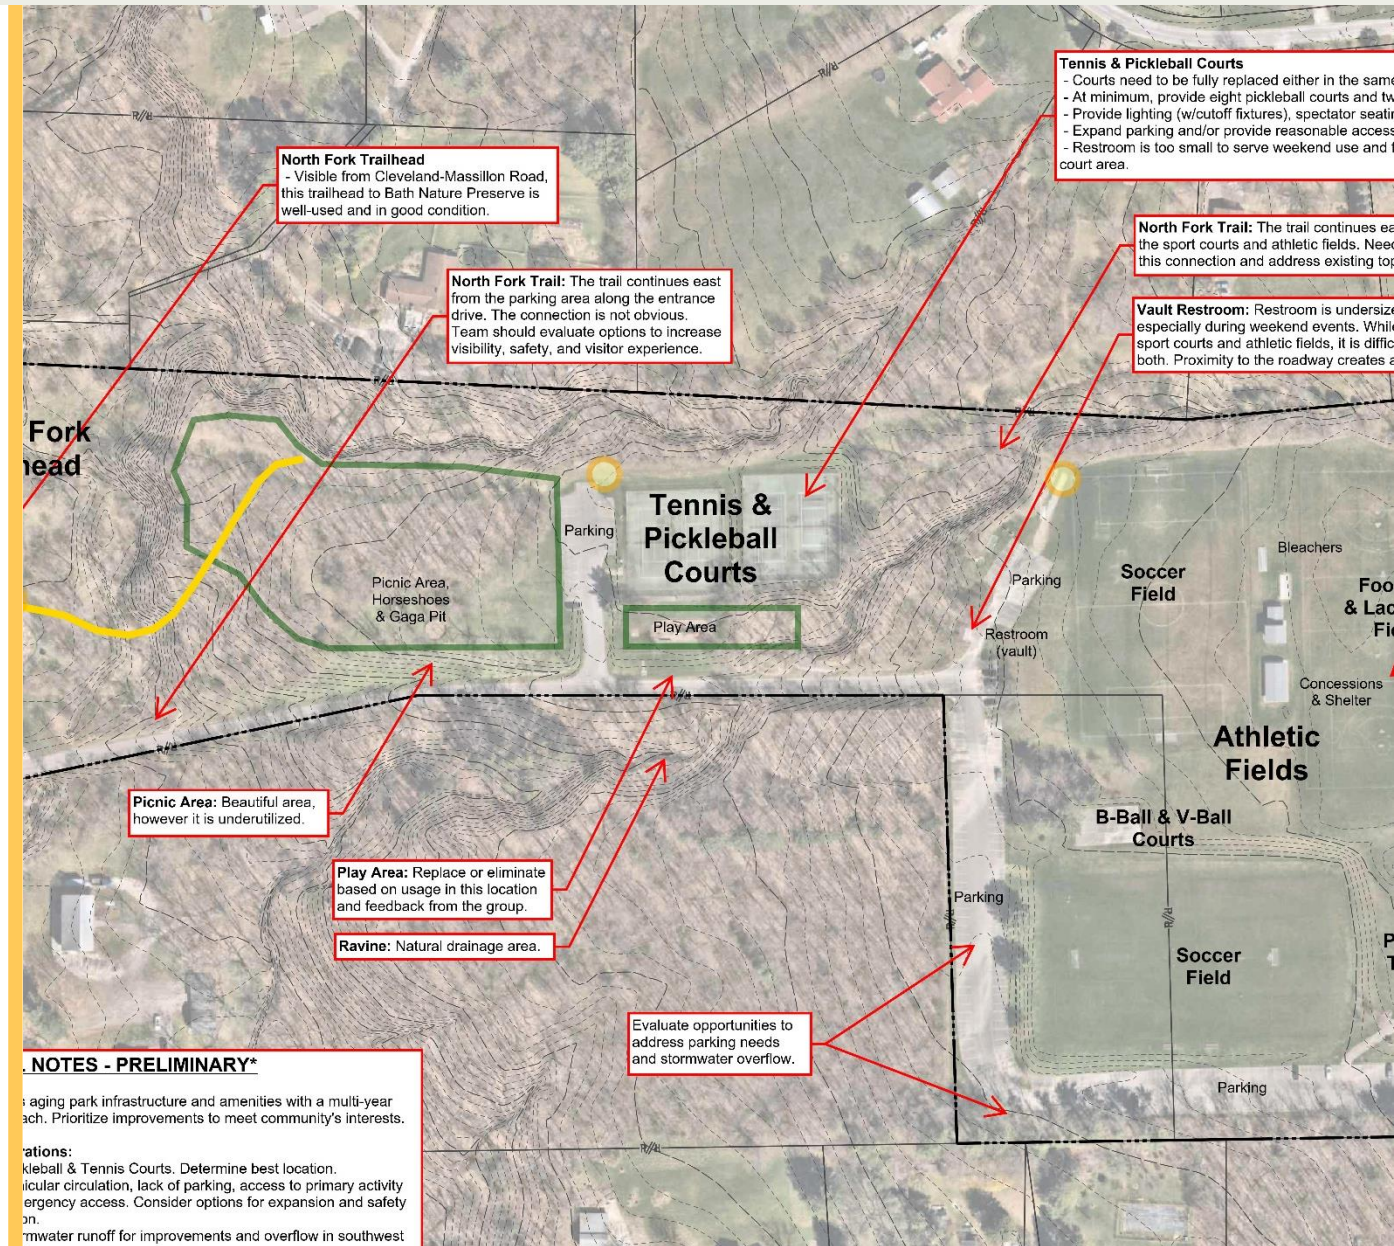 Tennis & Pickleball Courts
- Courts need to be fully replaced either in the same
- At minimum, provide eight pickleball courts and tw
- Provide lighting (w/cutoff fixtures), spectator seatin
- Expand parking and/or provide reasonable access
- Restroom is too small to serve weekend use and f
court area.
North Fork Trailhead
- Visible from Cleveland-Massillon Road,
this trailhead to Bath Nature Preserve is
well-used and in good condition.
North Fork Trail: The trail continues ea
the sport courts and athletic fields. Need
this connection and address existing top
North Fork Trail: The trail continues east
from the parking area along the entrance
drive. The connection is not obvious.
Team should evaluate options to increase
visibility, safety, and visitor experience.
Vault Restroom: Restroom is undersize
especially during weekend events. While
sport courts and athletic fields, it is diffic
both. Proximity to the roadway creates a
Fork
head
Parking
Tennis &
Pickleball
Courts
Picnic Area,
Horseshoes
& Gaga Pit
Play Area
Parking
Restroom
(vault)
Soccer
Field
Bleachers
Foo
& Lac
Fie
Concessions
& Shelter
Athletic
Fields
B-Ball & V-Ball
Courts
Picnic Area: Beautiful area,
however it is underutilized.
Play Area: Replace or eliminate
based on usage in this location
and feedback from the group.
Ravine: Natural drainage area.
Parking
Soccer
Field
P
T
Evaluate opportunities to
address parking needs
and stormwater overflow.
Parking
. NOTES - PRELIMINARY*
s aging park infrastructure and amenities with a multi-year
ach. Prioritize improvements to meet community's interests.
rations:
kleball & Tennis Courts. Determine best location.
icular circulation, lack of parking, access to primary activity
ergency access. Consider options for expansion and safety
on.
rmwater runoff for improvements and overflow in southwest
R//R
R//R
R//R
R//R
R//R
R//R
R//R
R//R
R//R
R//R